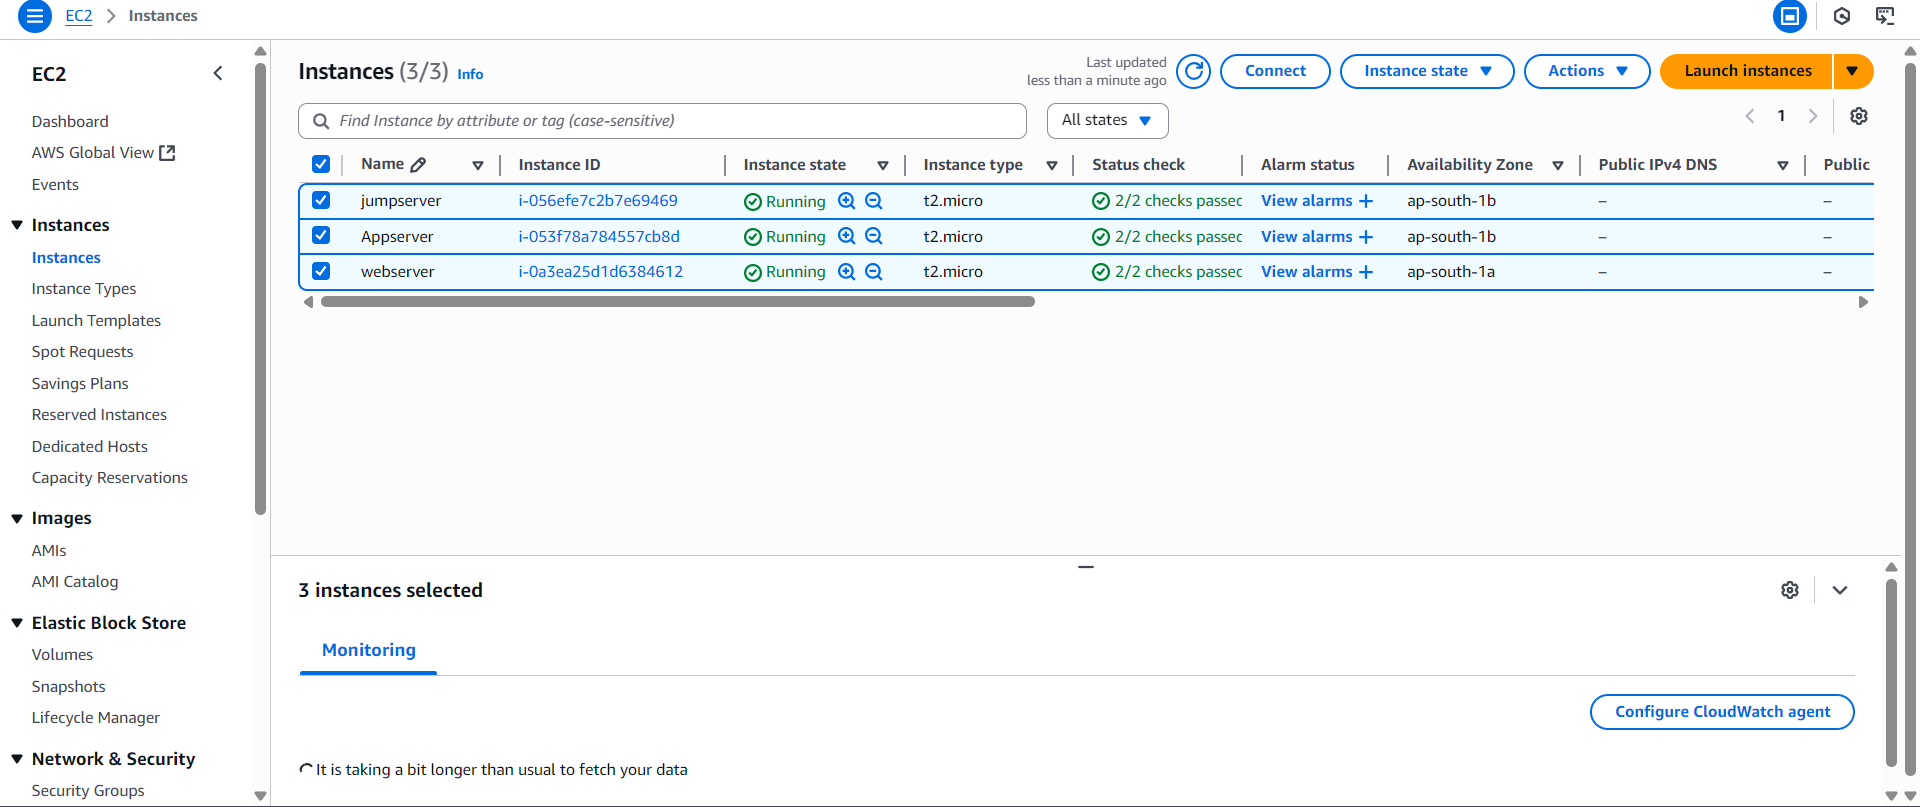 EC2 > Instances
EC2
Dashboard
AWS Global View
Events
Instances
Instances
Instance Types
Launch Templates
Spot Requests
Savings Plans
Reserved Instances
Dedicated Hosts
Capacity Reservations
Images
AMIs
AMI Catalog
Elastic Block Store
Volumes
Snapshots
Lifecycle Manager
Network & Security
Security Groups
Instances (3/3) Info
Last updated
less than a minute ago
Connect Instance state Actions Launch instances
Find Instance by attribute or tag (case-sensitive) All states 1
Name Instance ID Instance state Instance type Status check Alarm status Availability Zone Public IPv4 DNS Public
jumpserver i-056efe7c2b7e69469 Running t2.micro 2/2 checks passec View alarms + ap-south-1b – –
Appserver i-053f78a784557cb8d Running t2.micro 2/2 checks passec View alarms + ap-south-1b – –
webserver i-0a3ea25d1d6384612 Running t2.micro 2/2 checks passec View alarms + ap-south-1a – –
3 instances selected
Monitoring
Configure CloudWatch agent
It is taking a bit longer than usual to fetch your data